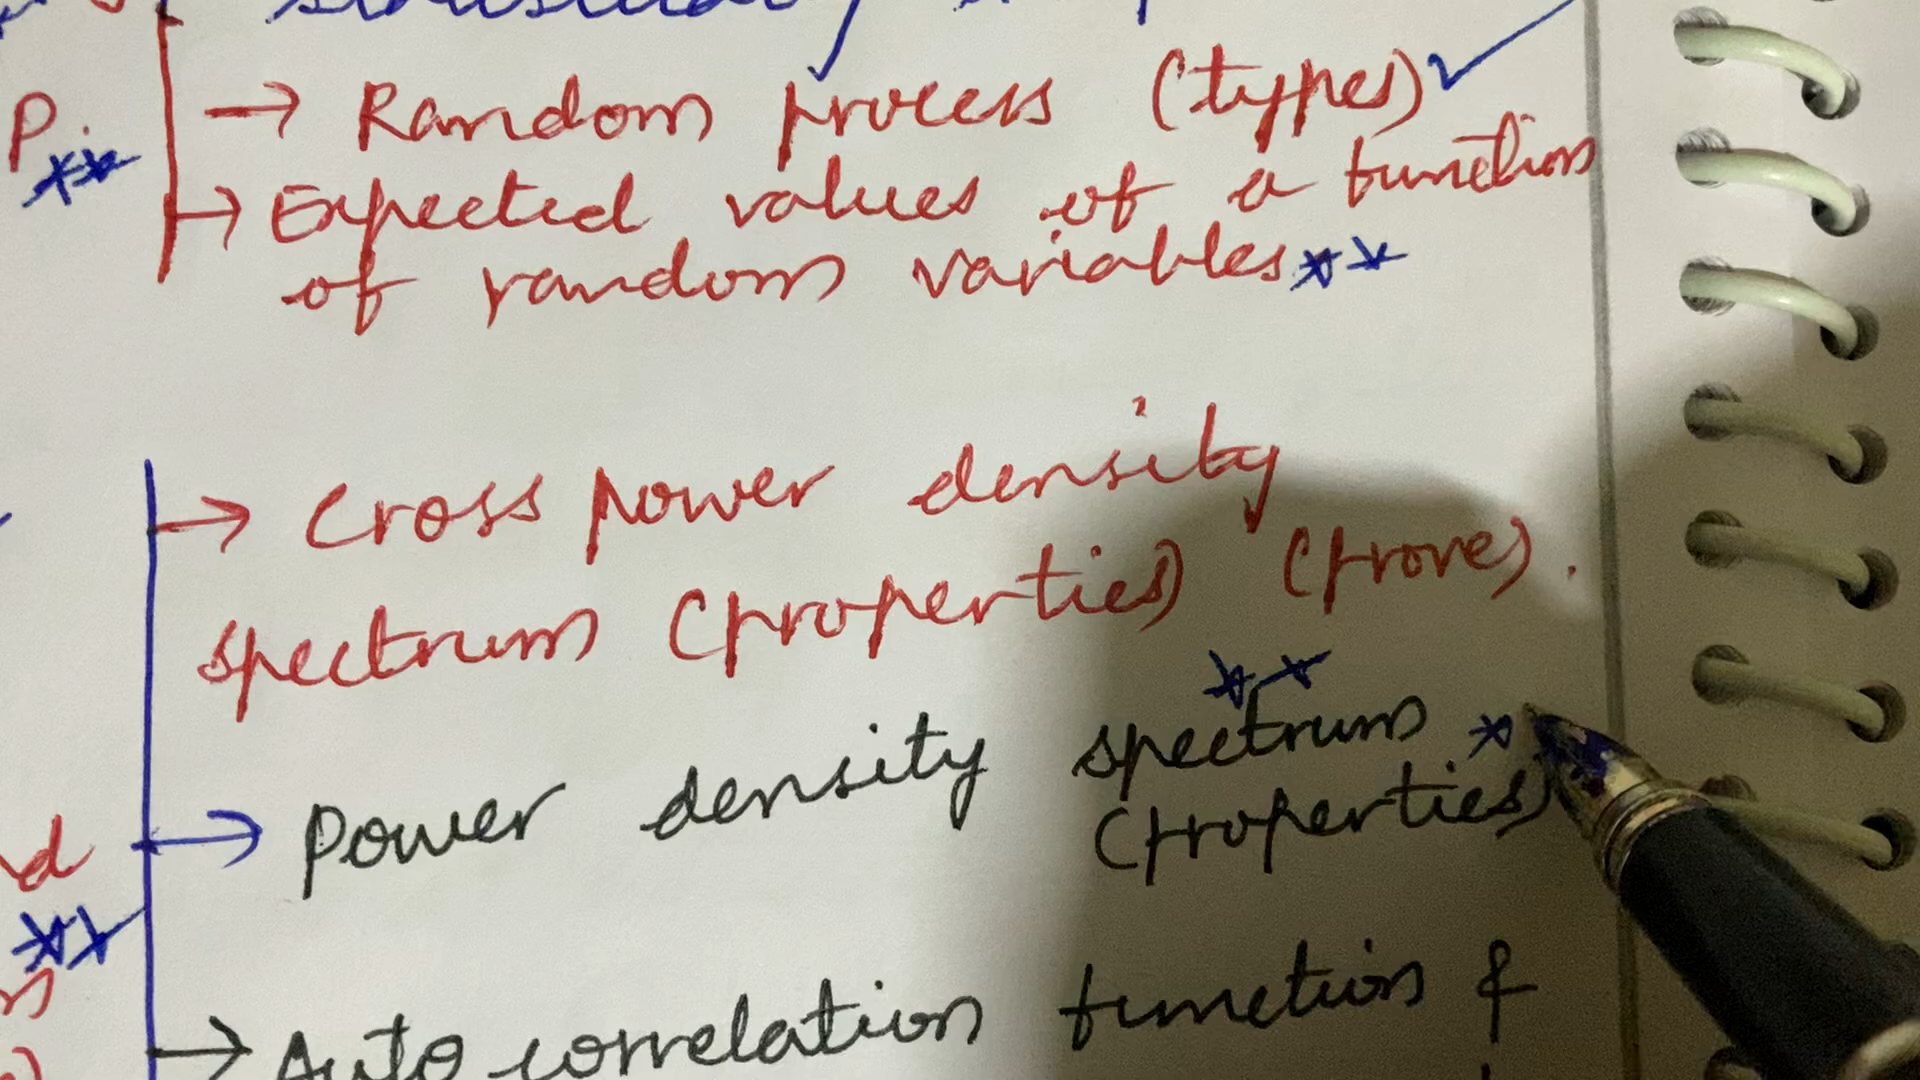 → Random process (types) ✓
P.
**
→ Expected values of a function
of random variables **
→ Cross power density
spectrum (properties) (prove).
→ Power density spectrum **
(properties) *
**
→ Auto correlation function &